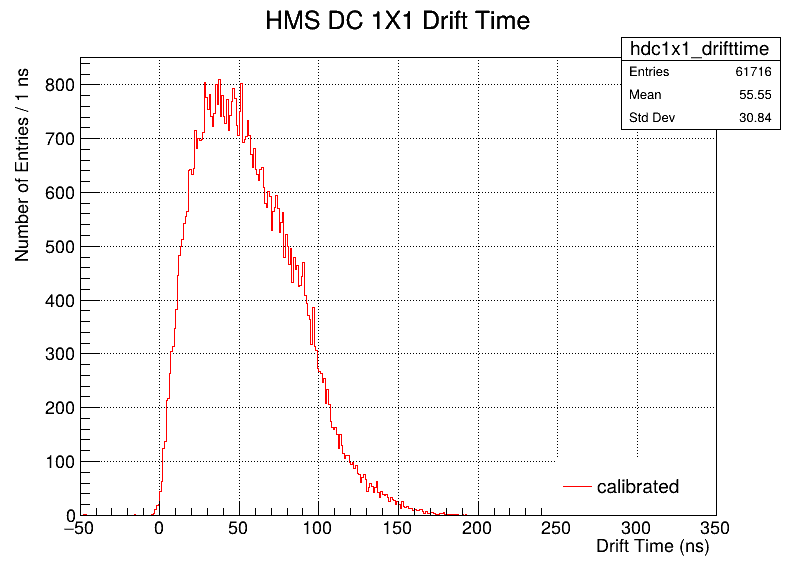 HMS DC 1X1 Drift Time
hdc1x1_drifttime
Entries 61716
Mean 55.55
Std Dev 30.84
Number of Entries / 1 ns
800
700
600
500
400
300
200
100
0
−50 0 50 100 150 200 250 300 350
Drift Time (ns)
calibrated